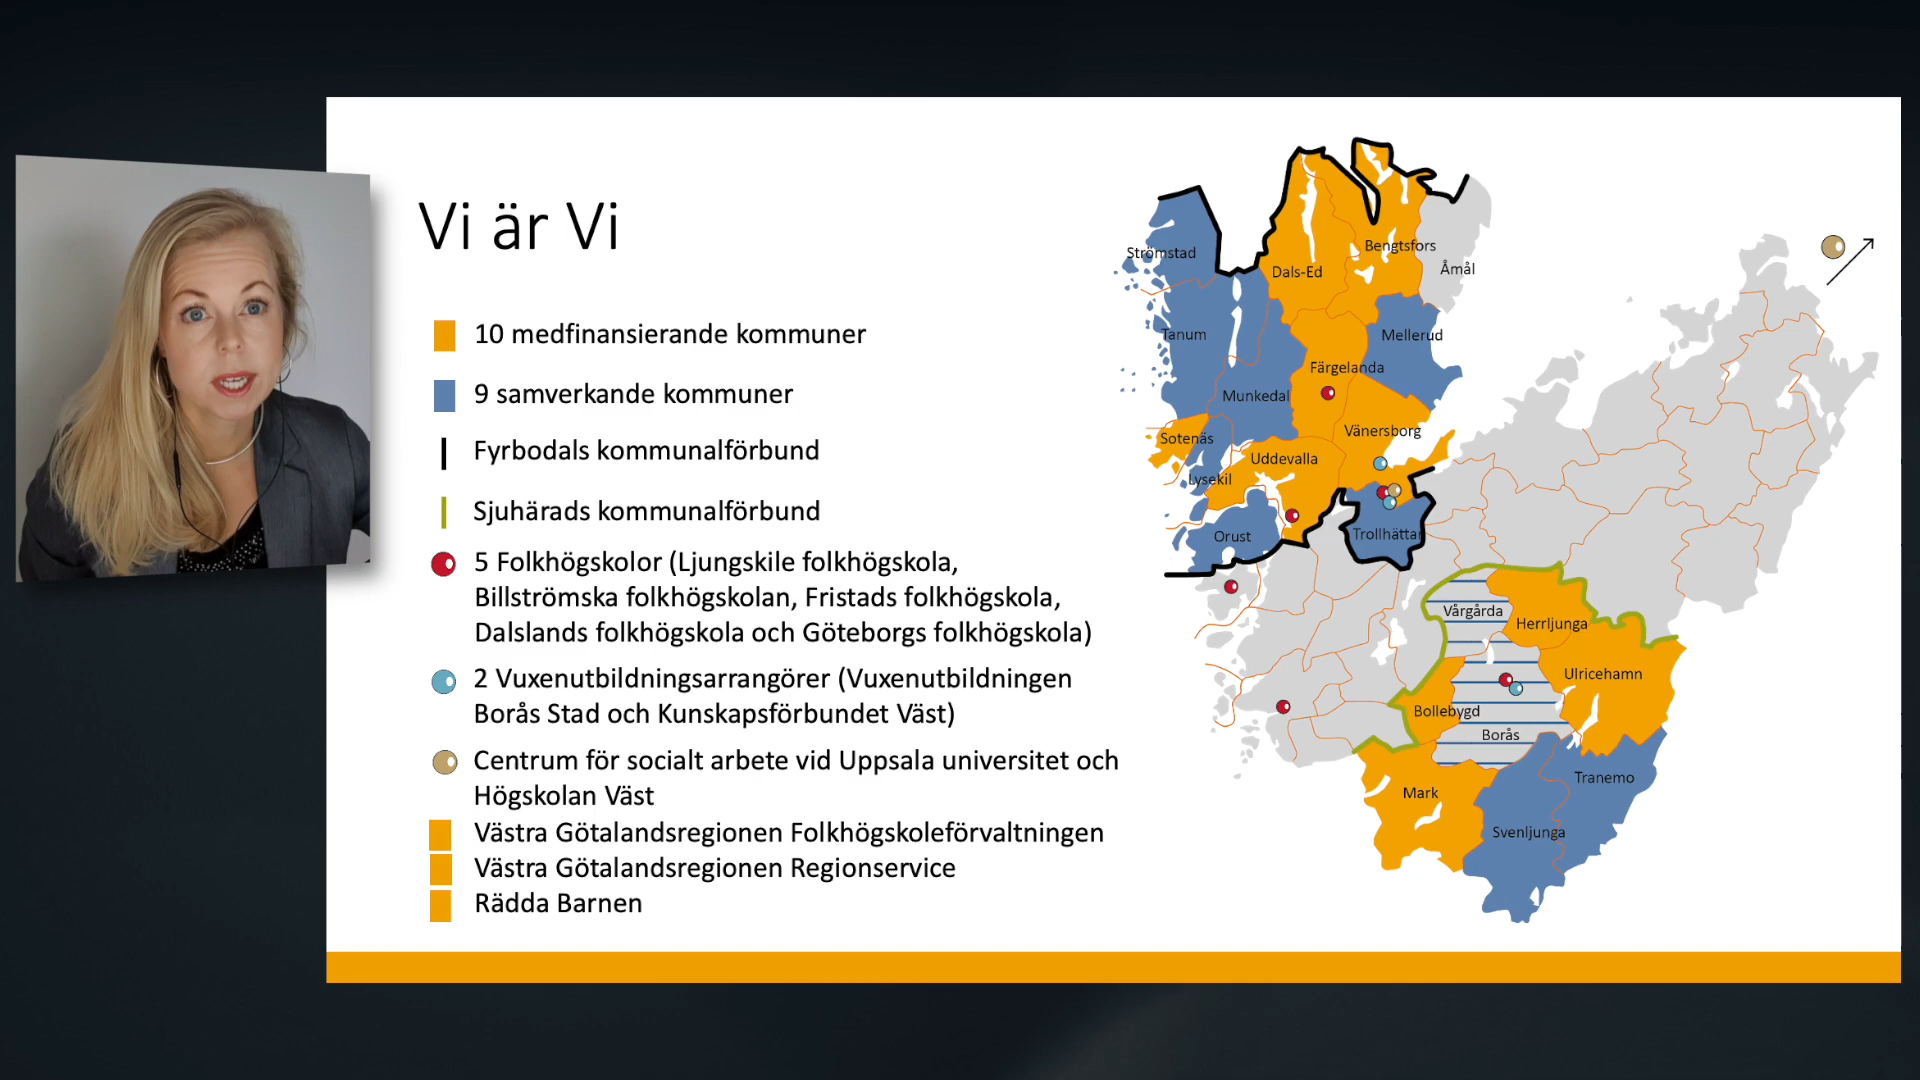 Vi är Vi
10 medfinansierande kommuner
9 samverkande kommuner
Fyrbodals kommunalförbund
Sjuhärads kommunalförbund
5 Folkhögskolor (Ljungskile folkhögskola,
Billströmska folkhögskolan, Fristads folkhögskola,
Dalslands folkhögskola och Göteborgs folkhögskola)
2 Vuxenutbildningsarrangörer (Vuxenutbildningen
Borås Stad och Kunskapsförbundet Väst)
Centrum för socialt arbete vid Uppsala universitet och
Högskolan Väst
Västra Götalandsregionen Folkhögskoleförvaltningen
Västra Götalandsregionen Regionservice
Rädda Barnen
Strömstad
Bengtsfors
Dals-Ed
Åmål
Tanum
Mellerud
Färgelanda
Munkedal
Vänersborg
Sotenäs
Uddevalla
Lysekil
Orust
Trollhättan
Vårgårda
Herrljunga
Ulricehamn
Bollebygd
Borås
Tranemo
Mark
Svenljunga